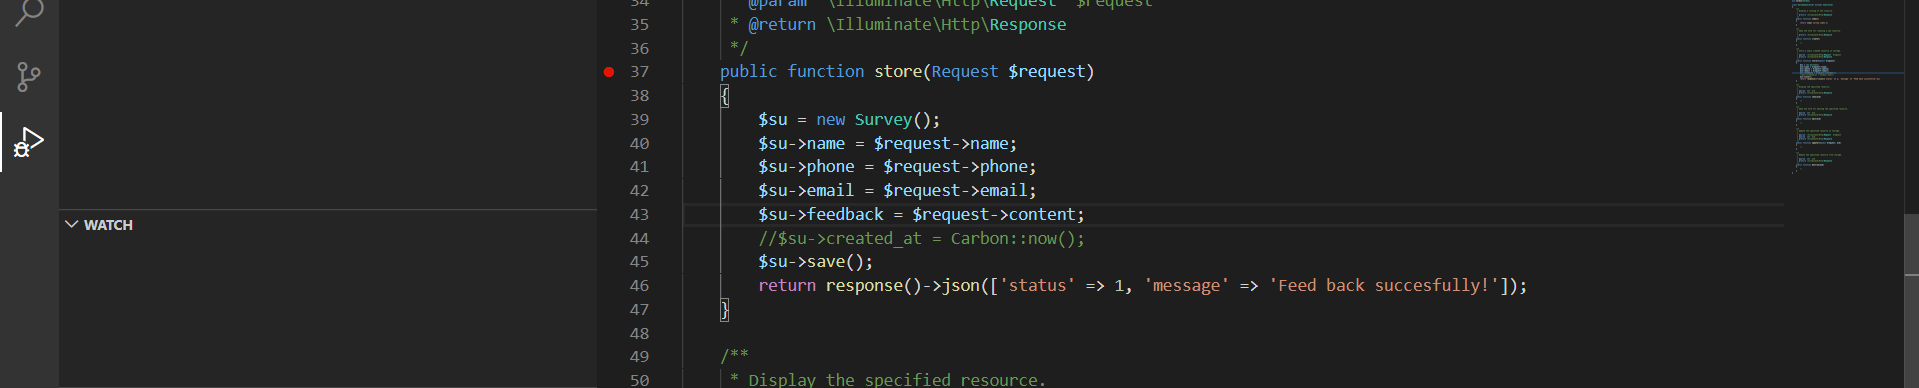 WATCH
34 @param \Illuminate\Http\Request $request
35 * @return \Illuminate\Http\Response
36 */
37 public function store(Request $request)
38 {
39 $su = new Survey();
40 $su->name = $request->name;
41 $su->phone = $request->phone;
42 $su->email = $request->email;
43 $su->feedback = $request->content;
44 //$su->created_at = Carbon::now();
45 $su->save();
46 return response()->json(['status' => 1, 'message' => 'Feed back succesfully!']);
47 }
48
49 /**
50 * Display the specified resource.